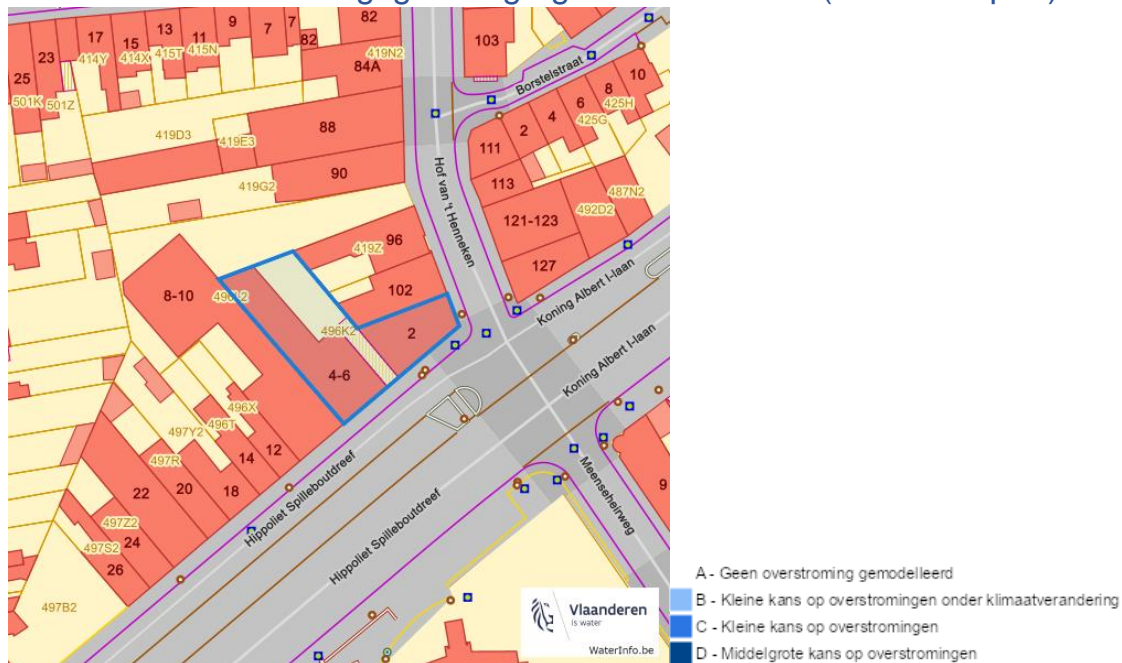 23
17
15
13
11
9
7
7
82
82
103
414Y
414X
415T
415N
419N2
84A
25
501K
501Z
Borstelstraat
10
8
6
4
2
425H
425G
419D3
419E3
88
111
90
113
419G2
Hof van 't Henneken
487N2
492D2
121-123
96
419Z
127
8-10
102
496K2
2
4-6
Koning Albert I-laan
Koning Albert I-laan
496X
496T
497Y2
497R
12
14
18
20
22
497Z2
24
497S2
26
497B2
Hippoliet Spilleboutdreef
Hippoliet Spilleboutdreef
Meenseheirweg
9
Vlaanderen
is water
WaterInfo.be
A - Geen overstroming gemodelleerd
B - Kleine kans op overstromingen onder klimaatverandering
C - Kleine kans op overstromingen
D - Middelgrote kans op overstromingen